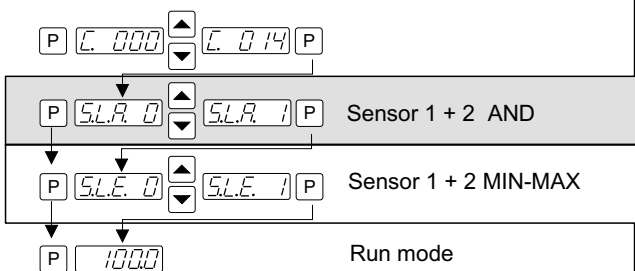 P C. 000 C. 014 P
P S.L.A. 0 S.L.A. 1 P Sensor 1 + 2 AND
P S.L.E. 0 S.L.E. 1 P Sensor 1 + 2 MIN-MAX
P 100.0 Run mode